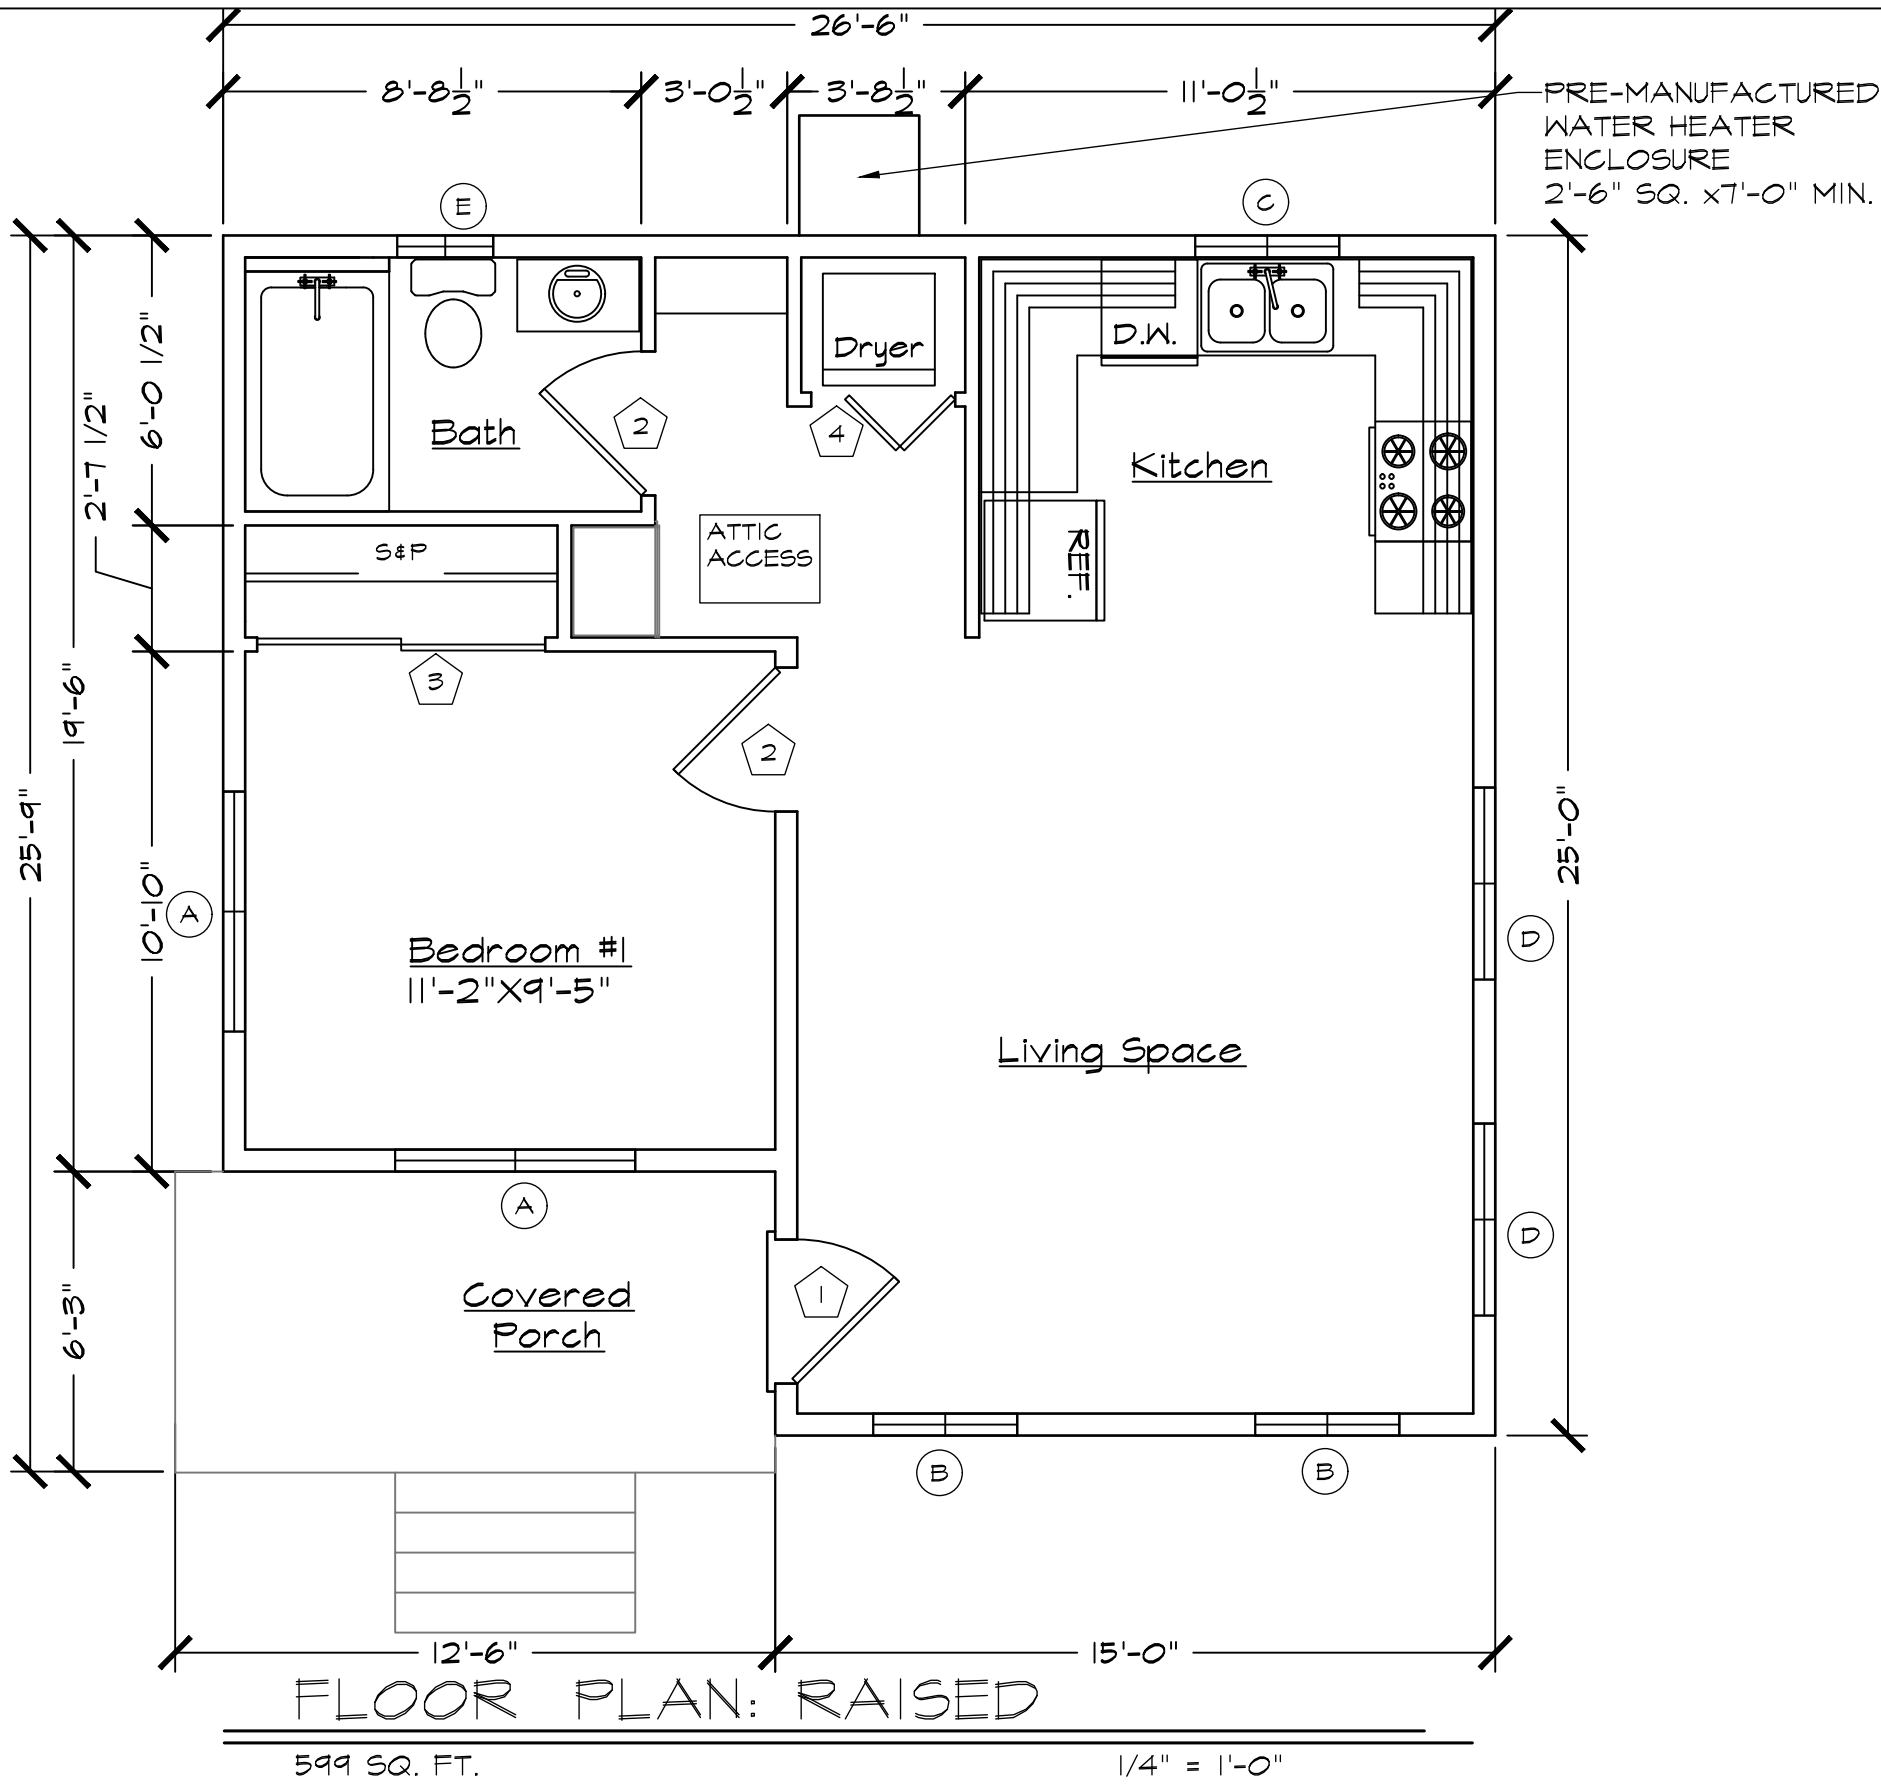 26'-6"
8'-8 1/2" 3'-0 1/2" 3'-8 1/2" 11'-0 1/2"
PRE-MANUFACTURED
WATER HEATER
ENCLOSURE
2'-6" SQ. x7'-0" MIN.
E
C
6'-0 1/2"
2'-7 1/2"
10'-10"
19'-6"
25'-9"
6'-3"
25'-0"
D.W.
Dryer
Bath
2
4
Kitchen
ATTIC
ACCESS
REF.
S&P
3
2
A
Bedroom #1
11'-2"X9'-5"
D
Living Space
A
D
Covered
Porch
1
B
B
12'-6"
15'-0"
FLOOR PLAN: RAISED
599 SQ. FT.
1/4" = 1'-0"